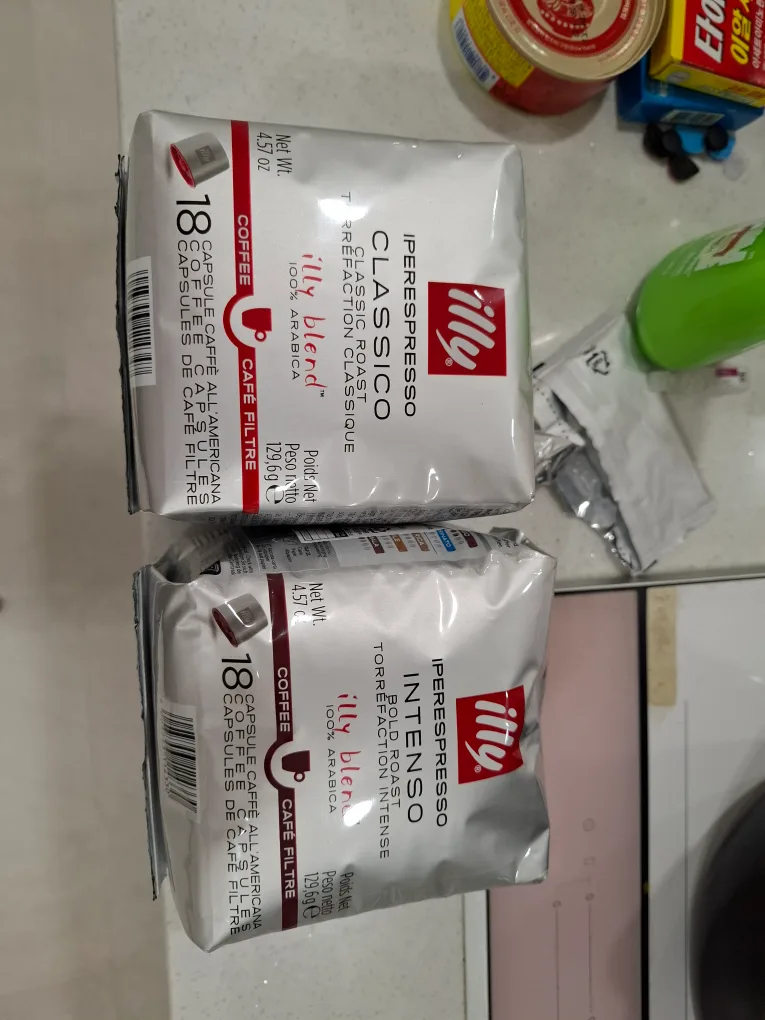 illy®
IPERESPRESSO
CLASSICO
CLASSIC ROAST
TORRÉFACTION CLASSIQUE
illy blend™
100% ARABICA
Net Wt.
4.57 oz
Poids Net
Peso netto
129,6g e
COFFEE
CAFÉ FILTRE
18
CAPSULE CAFFÈ ALL'AMERICANA
COFFEE CAPSULES
CAPSULES DE CAFÉ FILTRE
illy®
IPERESPRESSO
INTENSO
BOLD ROAST
TORRÉFACTION INTENSE
illy blend
100% ARABICA
Net Wt.
4.57
Poids Net
Peso netto
129,6g e
COFFEE
CAFÉ FILTRE
18
CAPSULE CAFFÈ ALL'AMERICANA
COFFEE CAPSULES
CAPSULES DE CAFÉ FILTRE